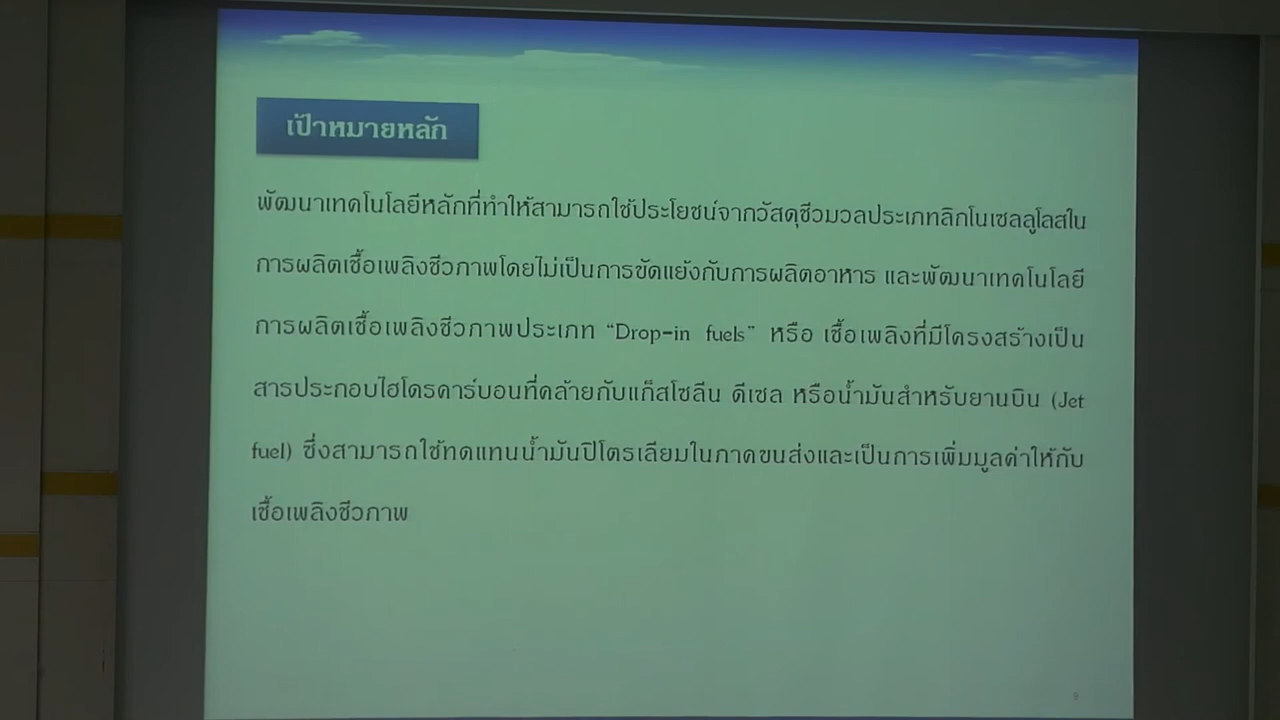 เป้าหมายหลัก
พัฒนาเทคโนโลยีหลักที่ทำให้สามารถใช้ประโยชน์จากวัสดุชีวมวลประเภทลิกโนเซลลูโลสใน
การผลิตเชื้อเพลิงชีวภาพโดยไม่เป็นการขัดแย้งกับการผลิตอาหาร และพัฒนาเทคโนโลยี
การผลิตเชื้อเพลิงชีวภาพประเภท “Drop-in fuels” หรือ เชื้อเพลิงที่มีโครงสร้างเป็น
สารประกอบไฮโดรคาร์บอนที่คล้ายกับแก็สโซลีน ดีเซล หรือน้ำมันสำหรับยานบิน (Jet
fuel) ซึ่งสามารถใช้ทดแทนน้ำมันปิโตรเลียมในภาคขนส่งและเป็นการเพิ่มมูลค่าให้กับ
เชื้อเพลิงชีวภาพ